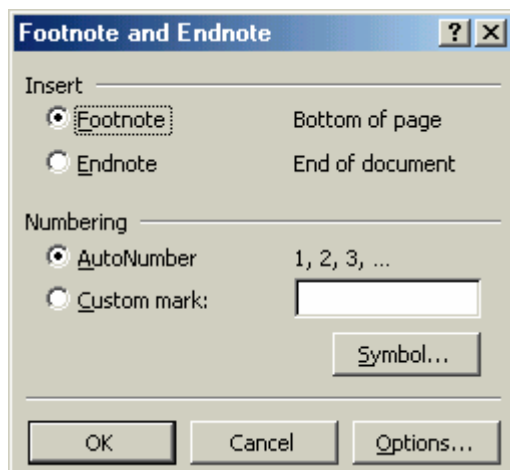 Footnote and Endnote
Insert
Footnote Bottom of page
Endnote End of document
Numbering
AutoNumber 1, 2, 3, ...
Custom mark:
Symbol...
OK Cancel Options...